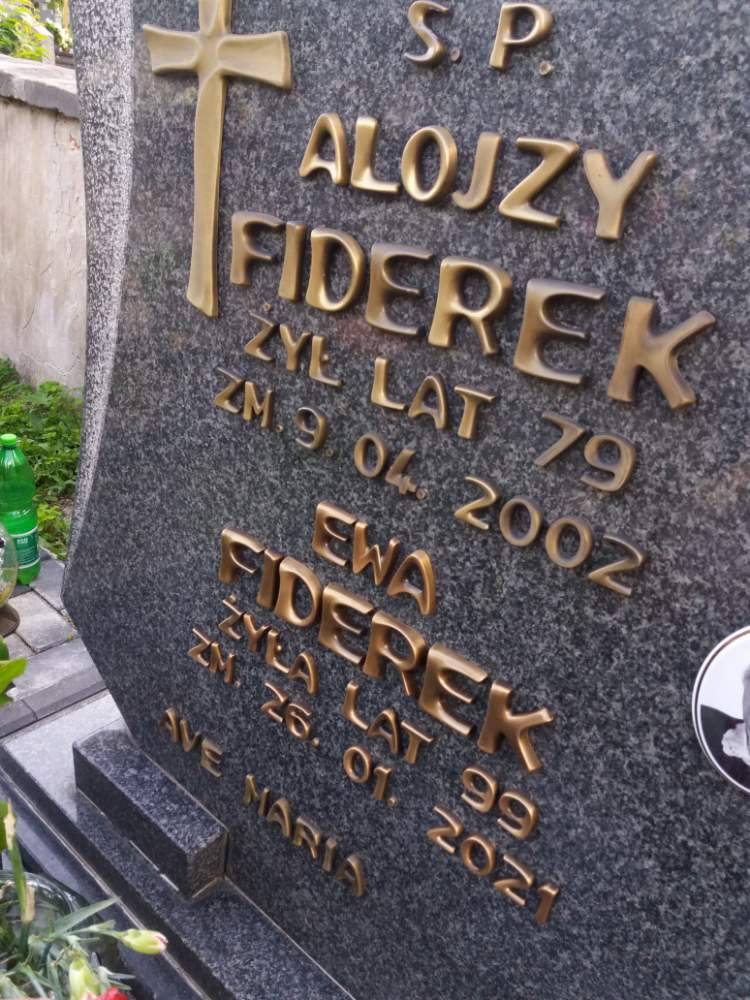 Ś. P.
ALOJZY
FIDEREK
ŻYŁ LAT 79
ZM. 9. 04. 2002
EWA
FIDEREK
ŻYŁA LAT 99
ZM. 26. 01. 2021
AVE MARIA